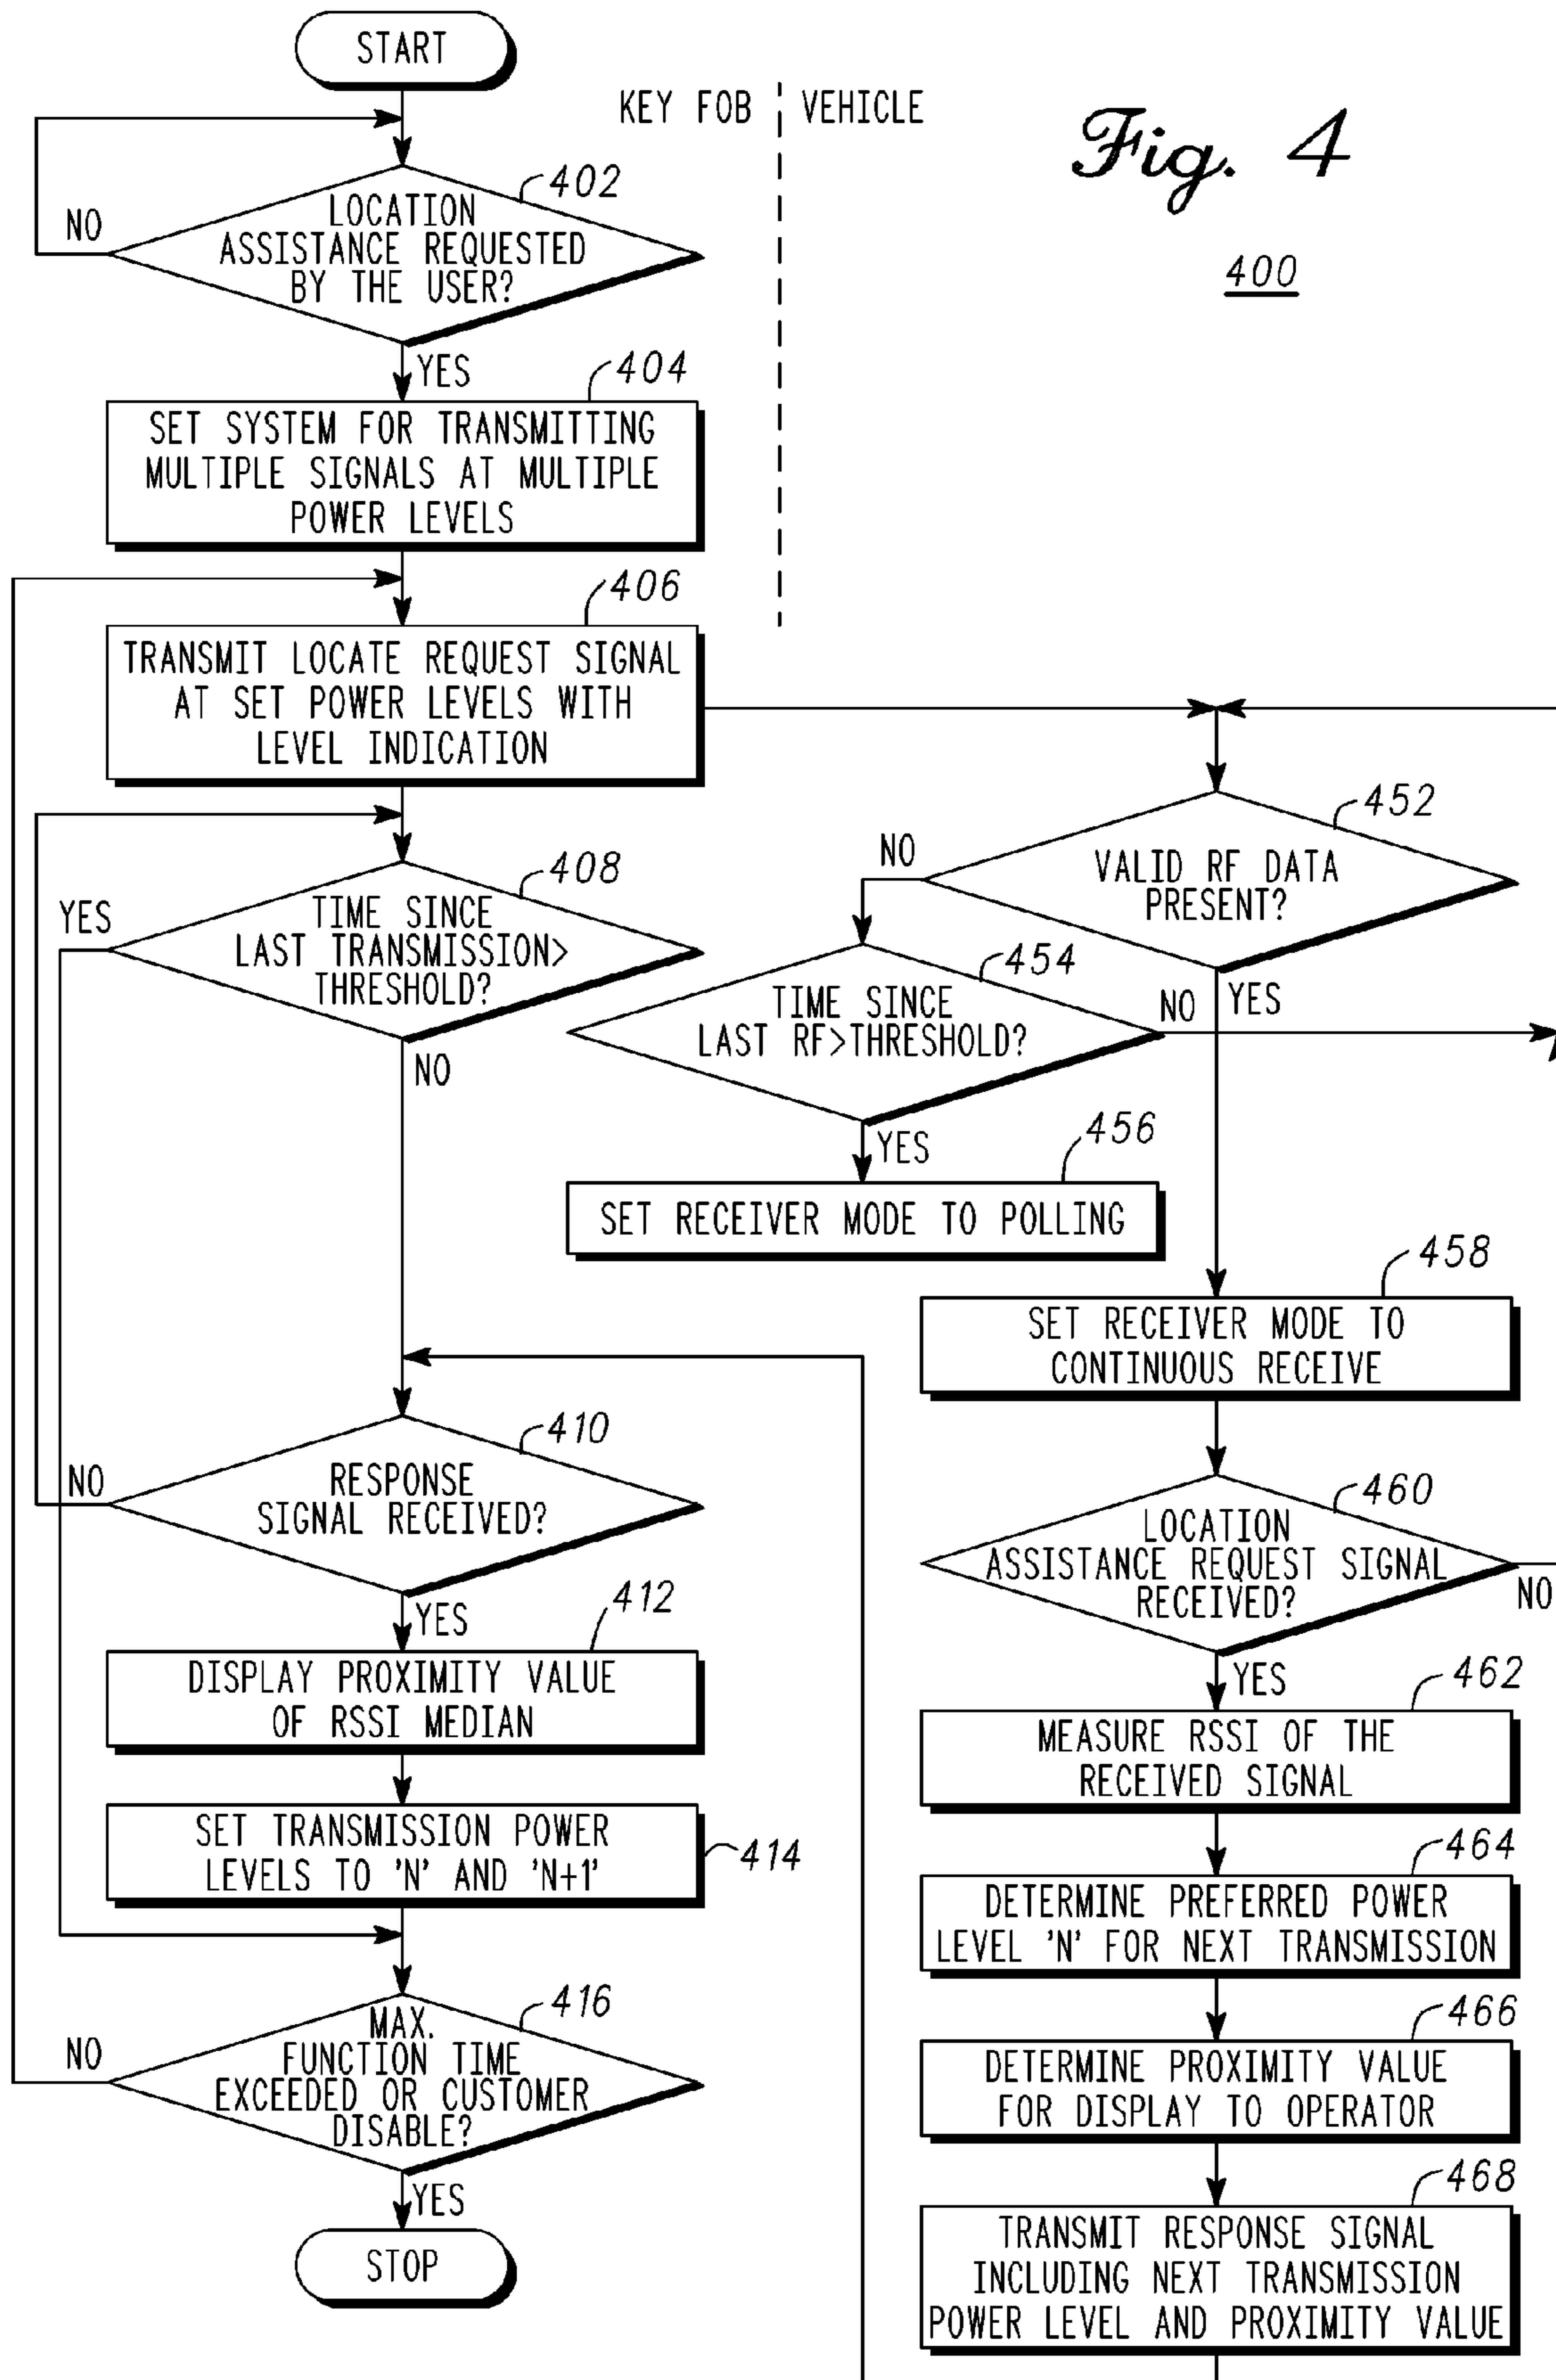 START
KEY FOB
VEHICLE
Fig. 4
400
402
LOCATION
ASSISTANCE REQUESTED
BY THE USER?
NO
YES
404
SET SYSTEM FOR TRANSMITTING
MULTIPLE SIGNALS AT MULTIPLE
POWER LEVELS
406
TRANSMIT LOCATE REQUEST SIGNAL
AT SET POWER LEVELS WITH
LEVEL INDICATION
408
TIME SINCE
LAST TRANSMISSION>
THRESHOLD?
YES
NO
410
RESPONSE
SIGNAL RECEIVED?
NO
YES
412
DISPLAY PROXIMITY VALUE
OF RSSI MEDIAN
SET TRANSMISSION POWER
LEVELS TO 'N' AND 'N+1'
414
416
MAX.
FUNCTION TIME
EXCEEDED OR CUSTOMER
DISABLE?
NO
YES
STOP
452
VALID RF DATA
PRESENT?
NO
YES
454
TIME SINCE
LAST RF>THRESHOLD?
NO
YES
456
SET RECEIVER MODE TO POLLING
458
SET RECEIVER MODE TO
CONTINUOUS RECEIVE
460
LOCATION
ASSISTANCE REQUEST SIGNAL
RECEIVED?
NO
YES
462
MEASURE RSSI OF THE
RECEIVED SIGNAL
464
DETERMINE PREFERRED POWER
LEVEL 'N' FOR NEXT TRANSMISSION
466
DETERMINE PROXIMITY VALUE
FOR DISPLAY TO OPERATOR
468
TRANSMIT RESPONSE SIGNAL
INCLUDING NEXT TRANSMISSION
POWER LEVEL AND PROXIMITY VALUE